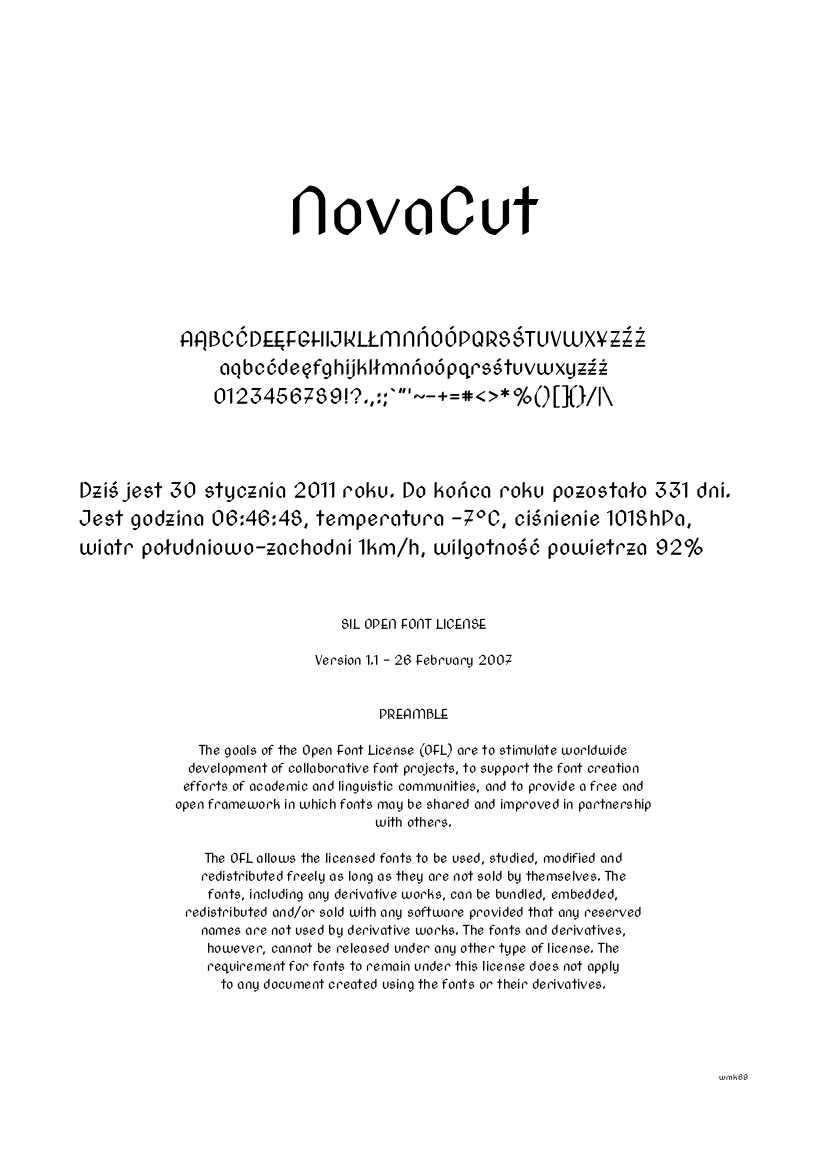 NovaCut
AĄBCĆDEĘFGHIJKLŁMNŃOÓPQRSŚTUVWXYZŹŻ
aąbcćdeęfghijklłmnńoópqrsśtuvwxyzźż
0123456789!?.,:;`"'~-+=#<>*%()[]{}/|\
Dziś jest 30 stycznia 2011 roku. Do końca roku pozostało 331 dni.
Jest godzina 06:46:48, temperatura -7°C, ciśnienie 1018hPa,
wiatr południowo-zachodni 1km/h, wilgotność powietrza 92%
SIL OPEN FONT LICENSE
Version 1.1 - 26 February 2007
PREAMBLE
The goals of the Open Font License (OFL) are to stimulate worldwide
development of collaborative font projects, to support the font creation
efforts of academic and linguistic communities, and to provide a free and
open framework in which fonts may be shared and improved in partnership
with others.
The OFL allows the licensed fonts to be used, studied, modified and
redistributed freely as long as they are not sold by themselves. The
fonts, including any derivative works, can be bundled, embedded,
redistributed and/or sold with any software provided that any reserved
names are not used by derivative works. The fonts and derivatives,
however, cannot be released under any other type of license. The
requirement for fonts to remain under this license does not apply
to any document created using the fonts or their derivatives.
wmk69